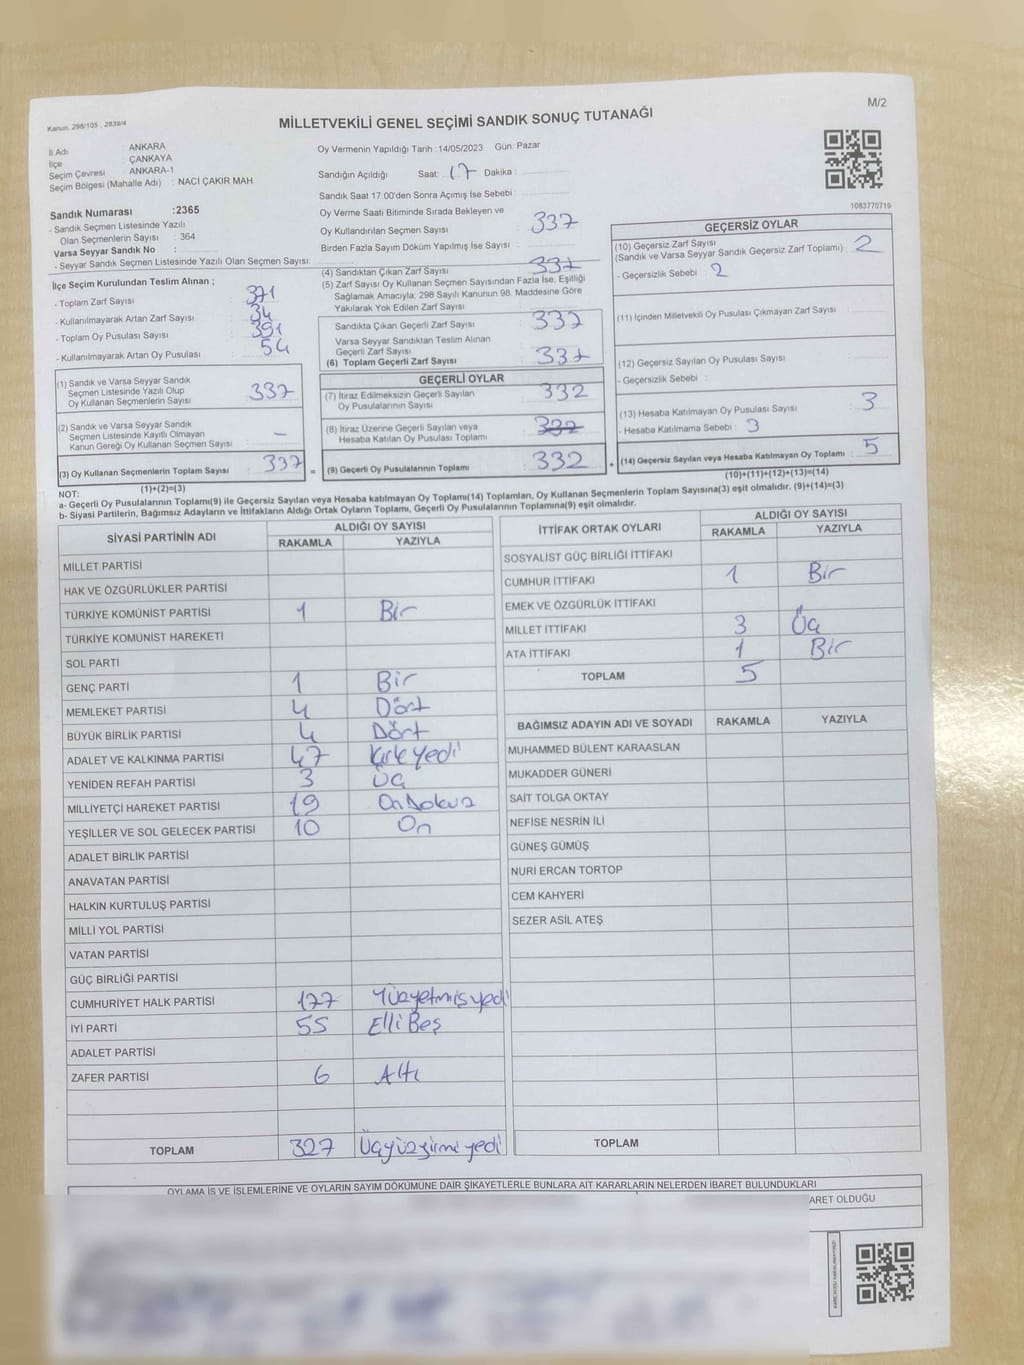 Kanun: 298/105 , 2839/4
M/2
MİLLETVEKİLİ GENEL SEÇİMİ SANDIK SONUÇ TUTANAĞI
İl Adı ANKARA
İlçe ÇANKAYA
Seçim Çevresi ANKARA-1
Seçim Bölgesi (Mahalle Adı) : NACİ ÇAKIR MAH
Sandık Numarası :2365
- Sandık Seçmen Listesinde Yazılı
Olan Seçmenlerin Sayısı : 364
Varsa Seyyar Sandık No :
- Seyyar Sandık Seçmen Listesinde Yazılı Olan Seçmen Sayısı:
Oy Vermenin Yapıldığı Tarih :14/05/2023 Gün: Pazar
Sandığın Açıldığı Saat: 17 Dakika :
Sandık Saat 17'00'den Sonra Açımış İse Sebebi :
Oy Verme Saati Bitiminde Sırada Bekleyen ve
Oy Kullandırılan Seçmen Sayısı : 337
Birden Fazla Sayım Döküm Yapılmış İse Sayısı :
1083770719
İlçe Seçim Kurulundan Teslim Alınan ;
- Toplam Zarf Sayısı : 371
- Kullanılmayarak Artan Zarf Sayısı : 34
- Toplam Oy Pusulası Sayısı : 391
- Kullanılmayarak Artan Oy Pusulası : 54
(1) Sandık ve Varsa Seyyar Sandık
Seçmen Listesinde Yazılı Olup
Oy Kullanan Seçmenlerin Sayısı : 337
(2) Sandık ve Varsa Seyyar Sandık
Seçmen Listesinde Kayıtlı Olmayan
Kanun Gereği Oy Kullanan Seçmen Sayısı : -
(3) Oy Kullanan Seçmenlerin Toplam Sayısı : 337
(1)+(2)=(3)
(4) Sandıktan Çıkan Zarf Sayısı : 337
(5) Zarf Sayısı Oy Kullanan Seçmen Sayısından Fazla İse, Eşitliği
Sağlamak Amacıyla; 298 Sayılı Kanunun 98. Maddesine Göre
Yakılarak Yok Edilen Zarf Sayısı
Sandıkta Çıkan Geçerli Zarf Sayısı : 337
Varsa Seyyar Sandıktan Teslim Alınan
Geçerli Zarf Sayısı
(6) Toplam Geçerli Zarf Sayısı : 337
GEÇERLİ OYLAR
(7) İtiraz Edilmeksizin Geçerli Sayılan
Oy Pusulalarının Sayısı : 332
(8) İtiraz Üzerine Geçerli Sayılan veya
Hesaba Katılan Oy Pusulası Toplamı : 332
= (9) Geçerli Oy Pusulalarının Toplamı : 332 +
GEÇERSİZ OYLAR
(10) Geçersiz Zarf Sayısı
(Sandık ve Varsa Seyyar Sandık Geçersiz Zarf Toplamı) : 2
- Geçersizlik Sebebi : 2
(11) İçinden Milletvekili Oy Pusulası Çıkmayan Zarf Sayısı :
(12) Geçersiz Sayılan Oy Pusulası Sayısı :
- Geçersizlik Sebebi :
(13) Hesaba Katılmayan Oy Pusulası Sayısı : 3
- Hesaba Katılmama Sebebi : 3
(14) Geçersiz Sayılan veya Hesaba Katılmayan Oy Toplamı : 5
(10)+(11)+(12)+(13)=(14)
NOT:
a- Geçerli Oy Pusulalarının Toplamı(9) ile Geçersiz Sayılan veya Hesaba katılmayan Oy Toplamı(14) Toplamları, Oy Kullanan Seçmenlerin Toplam Sayısına(3) eşit olmalıdır. (9)+(14)=(3)
b- Siyasi Partilerin, Bağımsız Adayların ve İttifakların Aldığı Ortak Oyların Toplamı, Geçerli Oy Pusulalarının Toplamına(9) eşit olmalıdır.
SİYASİ PARTİNİN ADI ALDIĞI OY SAYISI
RAKAMLA YAZIYLA
MİLLET PARTİSİ
HAK VE ÖZGÜRLÜKLER PARTİSİ
TÜRKİYE KOMÜNİST PARTİSİ 1 Bir
TÜRKİYE KOMÜNİST HAREKETİ
SOL PARTİ
GENÇ PARTİ 1 Bir
MEMLEKET PARTİSİ 4 Dört
BÜYÜK BİRLİK PARTİSİ 4 Dört
ADALET VE KALKINMA PARTİSİ 47 Kırk yedi
YENİDEN REFAH PARTİSİ 3 Üç
MİLLİYETÇİ HAREKET PARTİSİ 19 On Dokuz
YEŞİLLER VE SOL GELECEK PARTİSİ 10 On
ADALET BİRLİK PARTİSİ
ANAVATAN PARTİSİ
HALKIN KURTULUŞ PARTİSİ
MİLLİ YOL PARTİSİ
VATAN PARTİSİ
GÜÇ BİRLİĞİ PARTİSİ
CUMHURİYET HALK PARTİSİ 177 Yüzyetmiş yedi
İYİ PARTİ 55 Elli Beş
ADALET PARTİSİ
ZAFER PARTİSİ 6 Altı
TOPLAM 327 Üçyüzyirmi yedi
İTTİFAK ORTAK OYLARI ALDIĞI OY SAYISI
RAKAMLA YAZIYLA
SOSYALİST GÜÇ BİRLİĞİ İTTİFAKI
CUMHUR İTTİFAKI 1 Bir
EMEK VE ÖZGÜRLÜK İTTİFAKI
MİLLET İTTİFAKI 3 Üç
ATA İTTİFAKI 1 Bir
TOPLAM 5
BAĞIMSIZ ADAYIN ADI VE SOYADI RAKAMLA YAZIYLA
MUHAMMED BÜLENT KARAASLAN
MUKADDER GÜNERİ
SAİT TOLGA OKTAY
NEFİSE NESRİN İLİ
GÜNEŞ GÜMÜŞ
NURİ ERCAN TORTOP
CEM KAHYERİ
SEZER ASİL ATEŞ
TOPLAM
OYLAMA İŞ VE İŞLEMLERİNE VE OYLARIN SAYIM DÖKÜMÜNE DAİR ŞİKAYETLERLE BUNLARA AİT KARARLARIN NELERDEN İBARET BULUNDUKLARI
ARET OLDUĞU